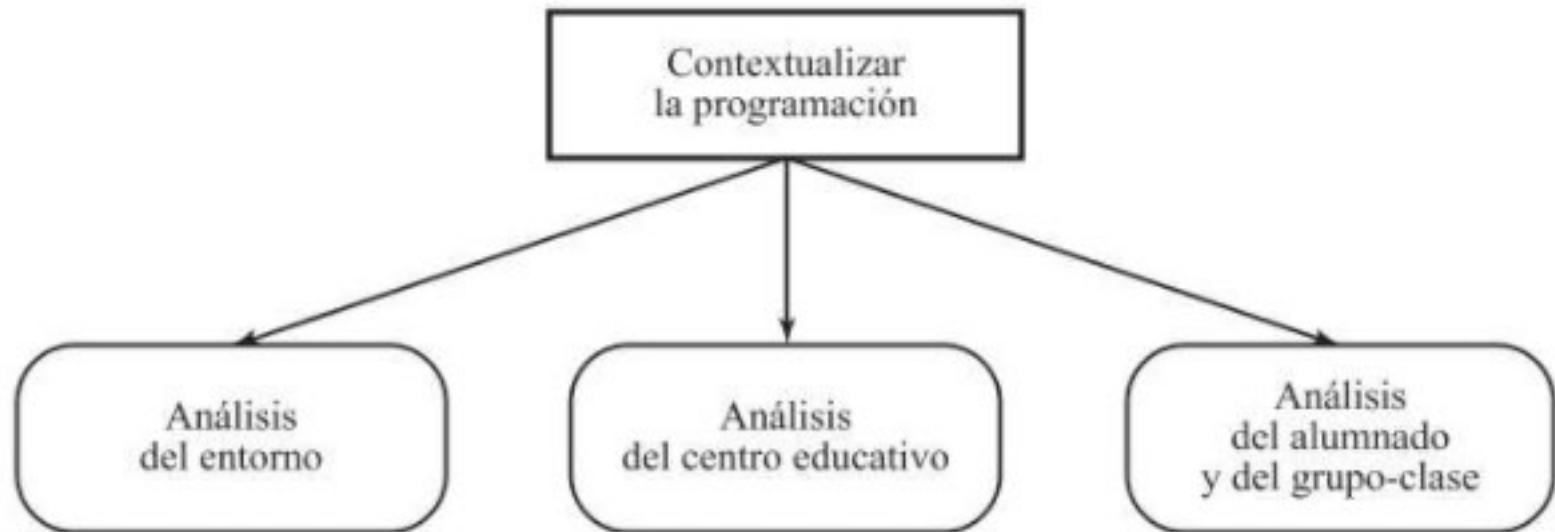 Contextualizar
la programación
Análisis
del entorno
Análisis
del centro educativo
Análisis
del alumnado
y del grupo-clase